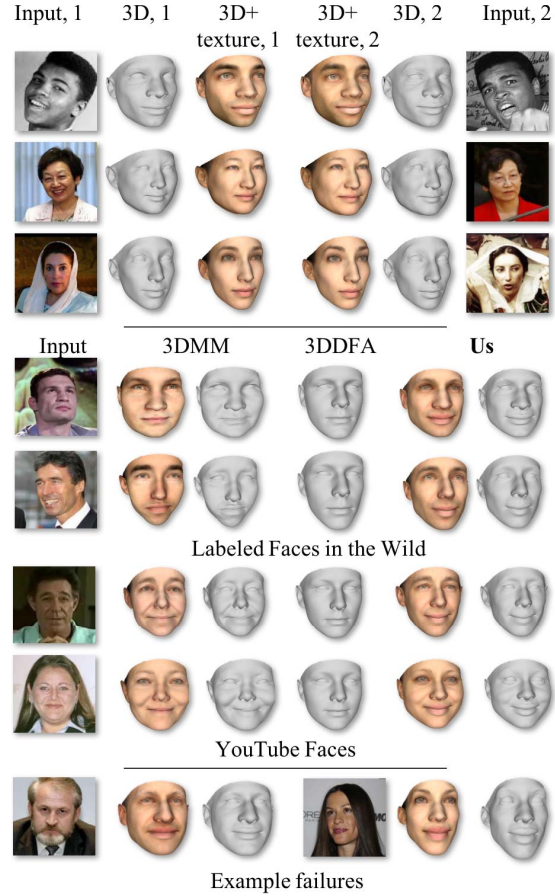 Input, 1 3D, 1 3D+ texture, 1 3D+ texture, 2 3D, 2 Input, 2
Input 3DMM 3DDFA Us
Labeled Faces in the Wild
YouTube Faces
Example failures